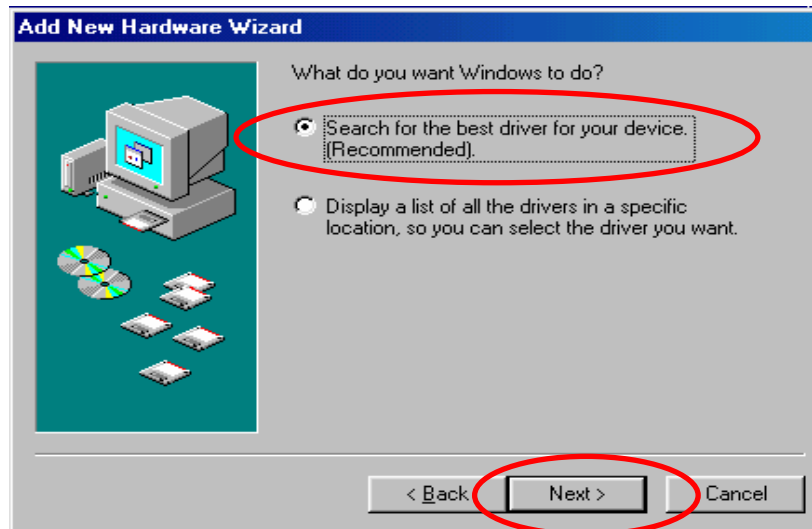 Add New Hardware Wizard
What do you want Windows to do?
Search for the best driver for your device.
(Recommended).
Display a list of all the drivers in a specific
location, so you can select the driver you want.
< Back
Next >
Cancel